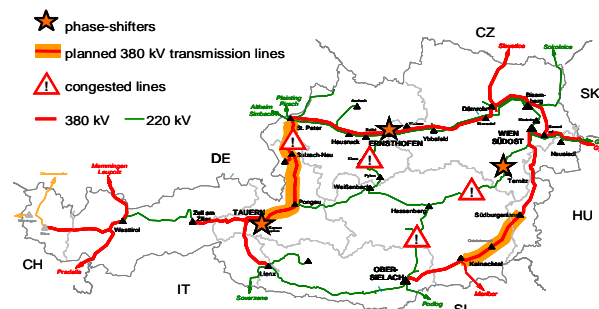 phase-shifters
planned 380 kV transmission lines
congested lines
380 kV
220 kV
CZ
SK
DE
HU
CH
IT
Slavetice
Sokolnice
Pleinting
Pirach
Altheim
Simbach
St. Peter
Hausruck
ERNSTHOFEN
Ybbsfeld
Dürnrohr
Bisam-
berg
WIEN
SÜDOST
Neusiedl
Ternitz
Salzach-Neu
Pongau
Weißenbach
Hessenberg
Südburgenland
Kainachtal
Maribor
OBER-
SIELACH
Podlog
Lienz
Soverzene
TAUERN
Zell am
Ziller
Westtirol
Memmingen
Leupolz
Pradella